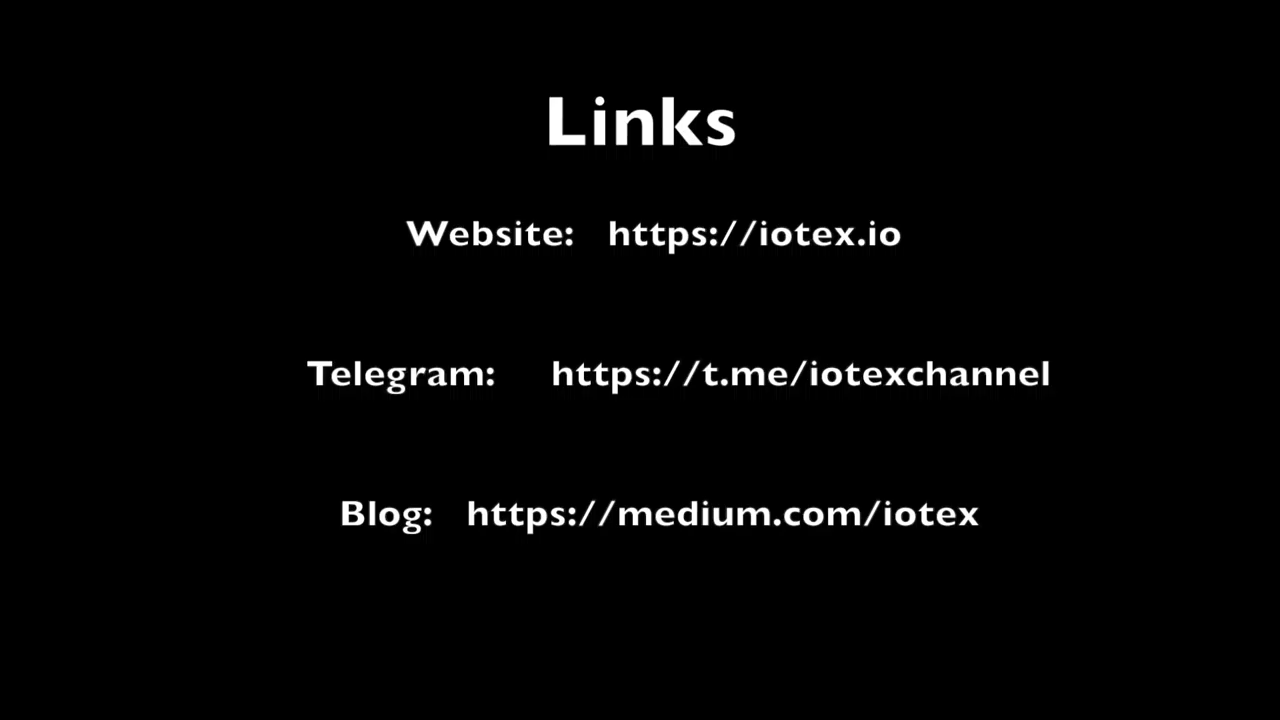 Links
Website: https://iotex.io
Telegram: https://t.me/iotexchannel
Blog: https://medium.com/iotex